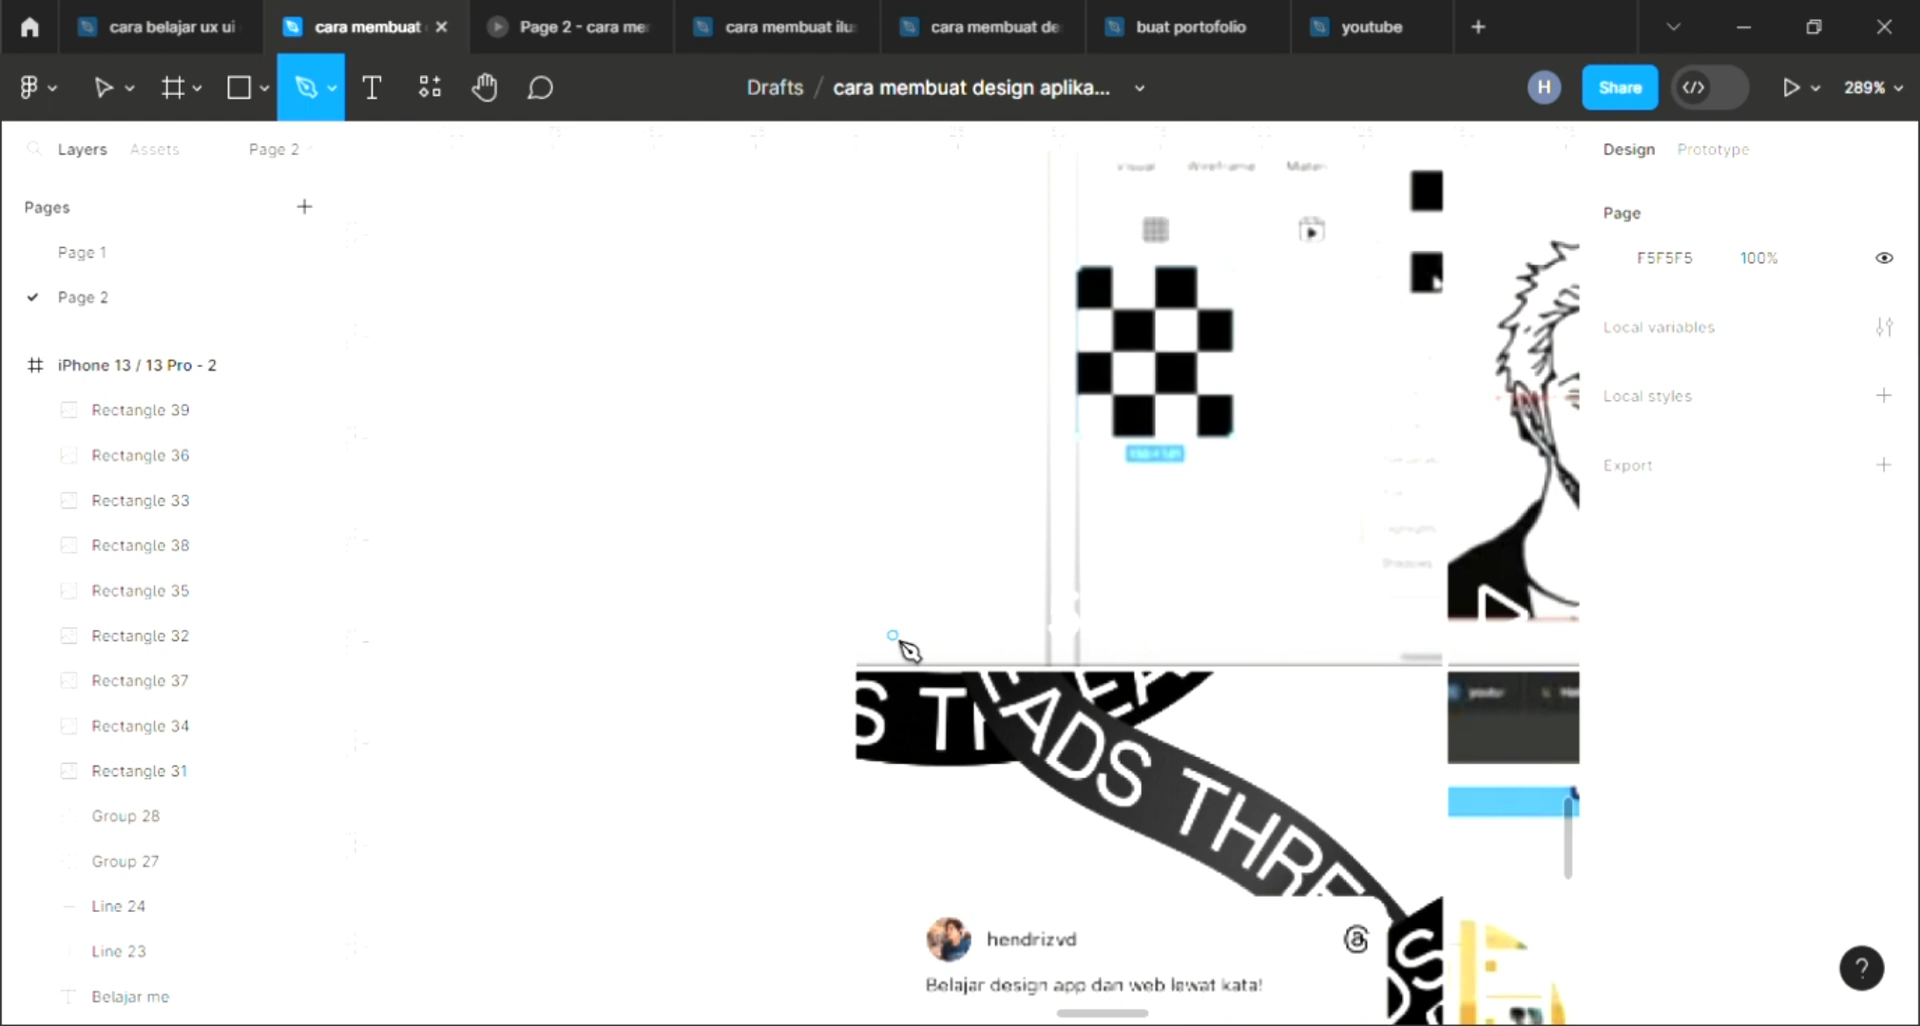 cara belajar ux ui
cara membuat
Page 2 - cara me
cara membuat ilu
cara membuat de
buat portofolio
youtube
Drafts / cara membuat design aplika...
H
Share
289%
Layers
Assets
Page 2
Design
Prototype
Pages
Page 1
Page 2
Page
F5F5F5
100%
Local variables
Local styles
Export
iPhone 13 / 13 Pro - 2
Rectangle 39
Rectangle 36
Rectangle 33
Rectangle 38
Rectangle 35
Rectangle 32
Rectangle 37
Rectangle 34
Rectangle 31
Group 28
Group 27
Line 24
Line 23
Belajar me
Visual
Wireframe
S TH
EADS THRE
hendrizvd
Belajar design app dan web lewat kata!
?